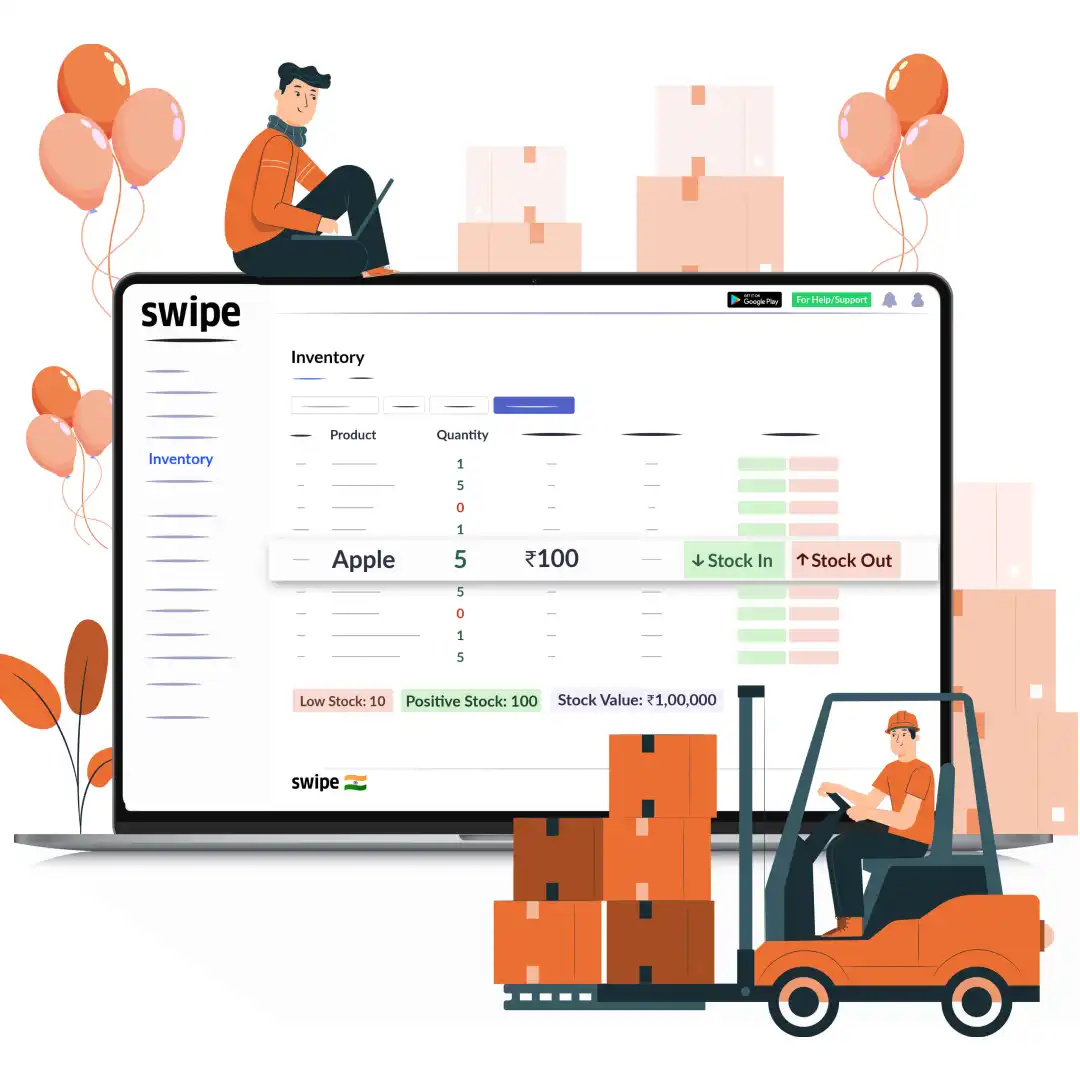 swipe
GET IT ON
Google Play
For Help/Support
Inventory
Inventory
Product Quantity
1
5
0
1
Apple 5 ₹100 ↓Stock In ↑Stock Out
5
0
1
5
Low Stock: 10 Positive Stock: 100 Stock Value: ₹1,00,000
swipe